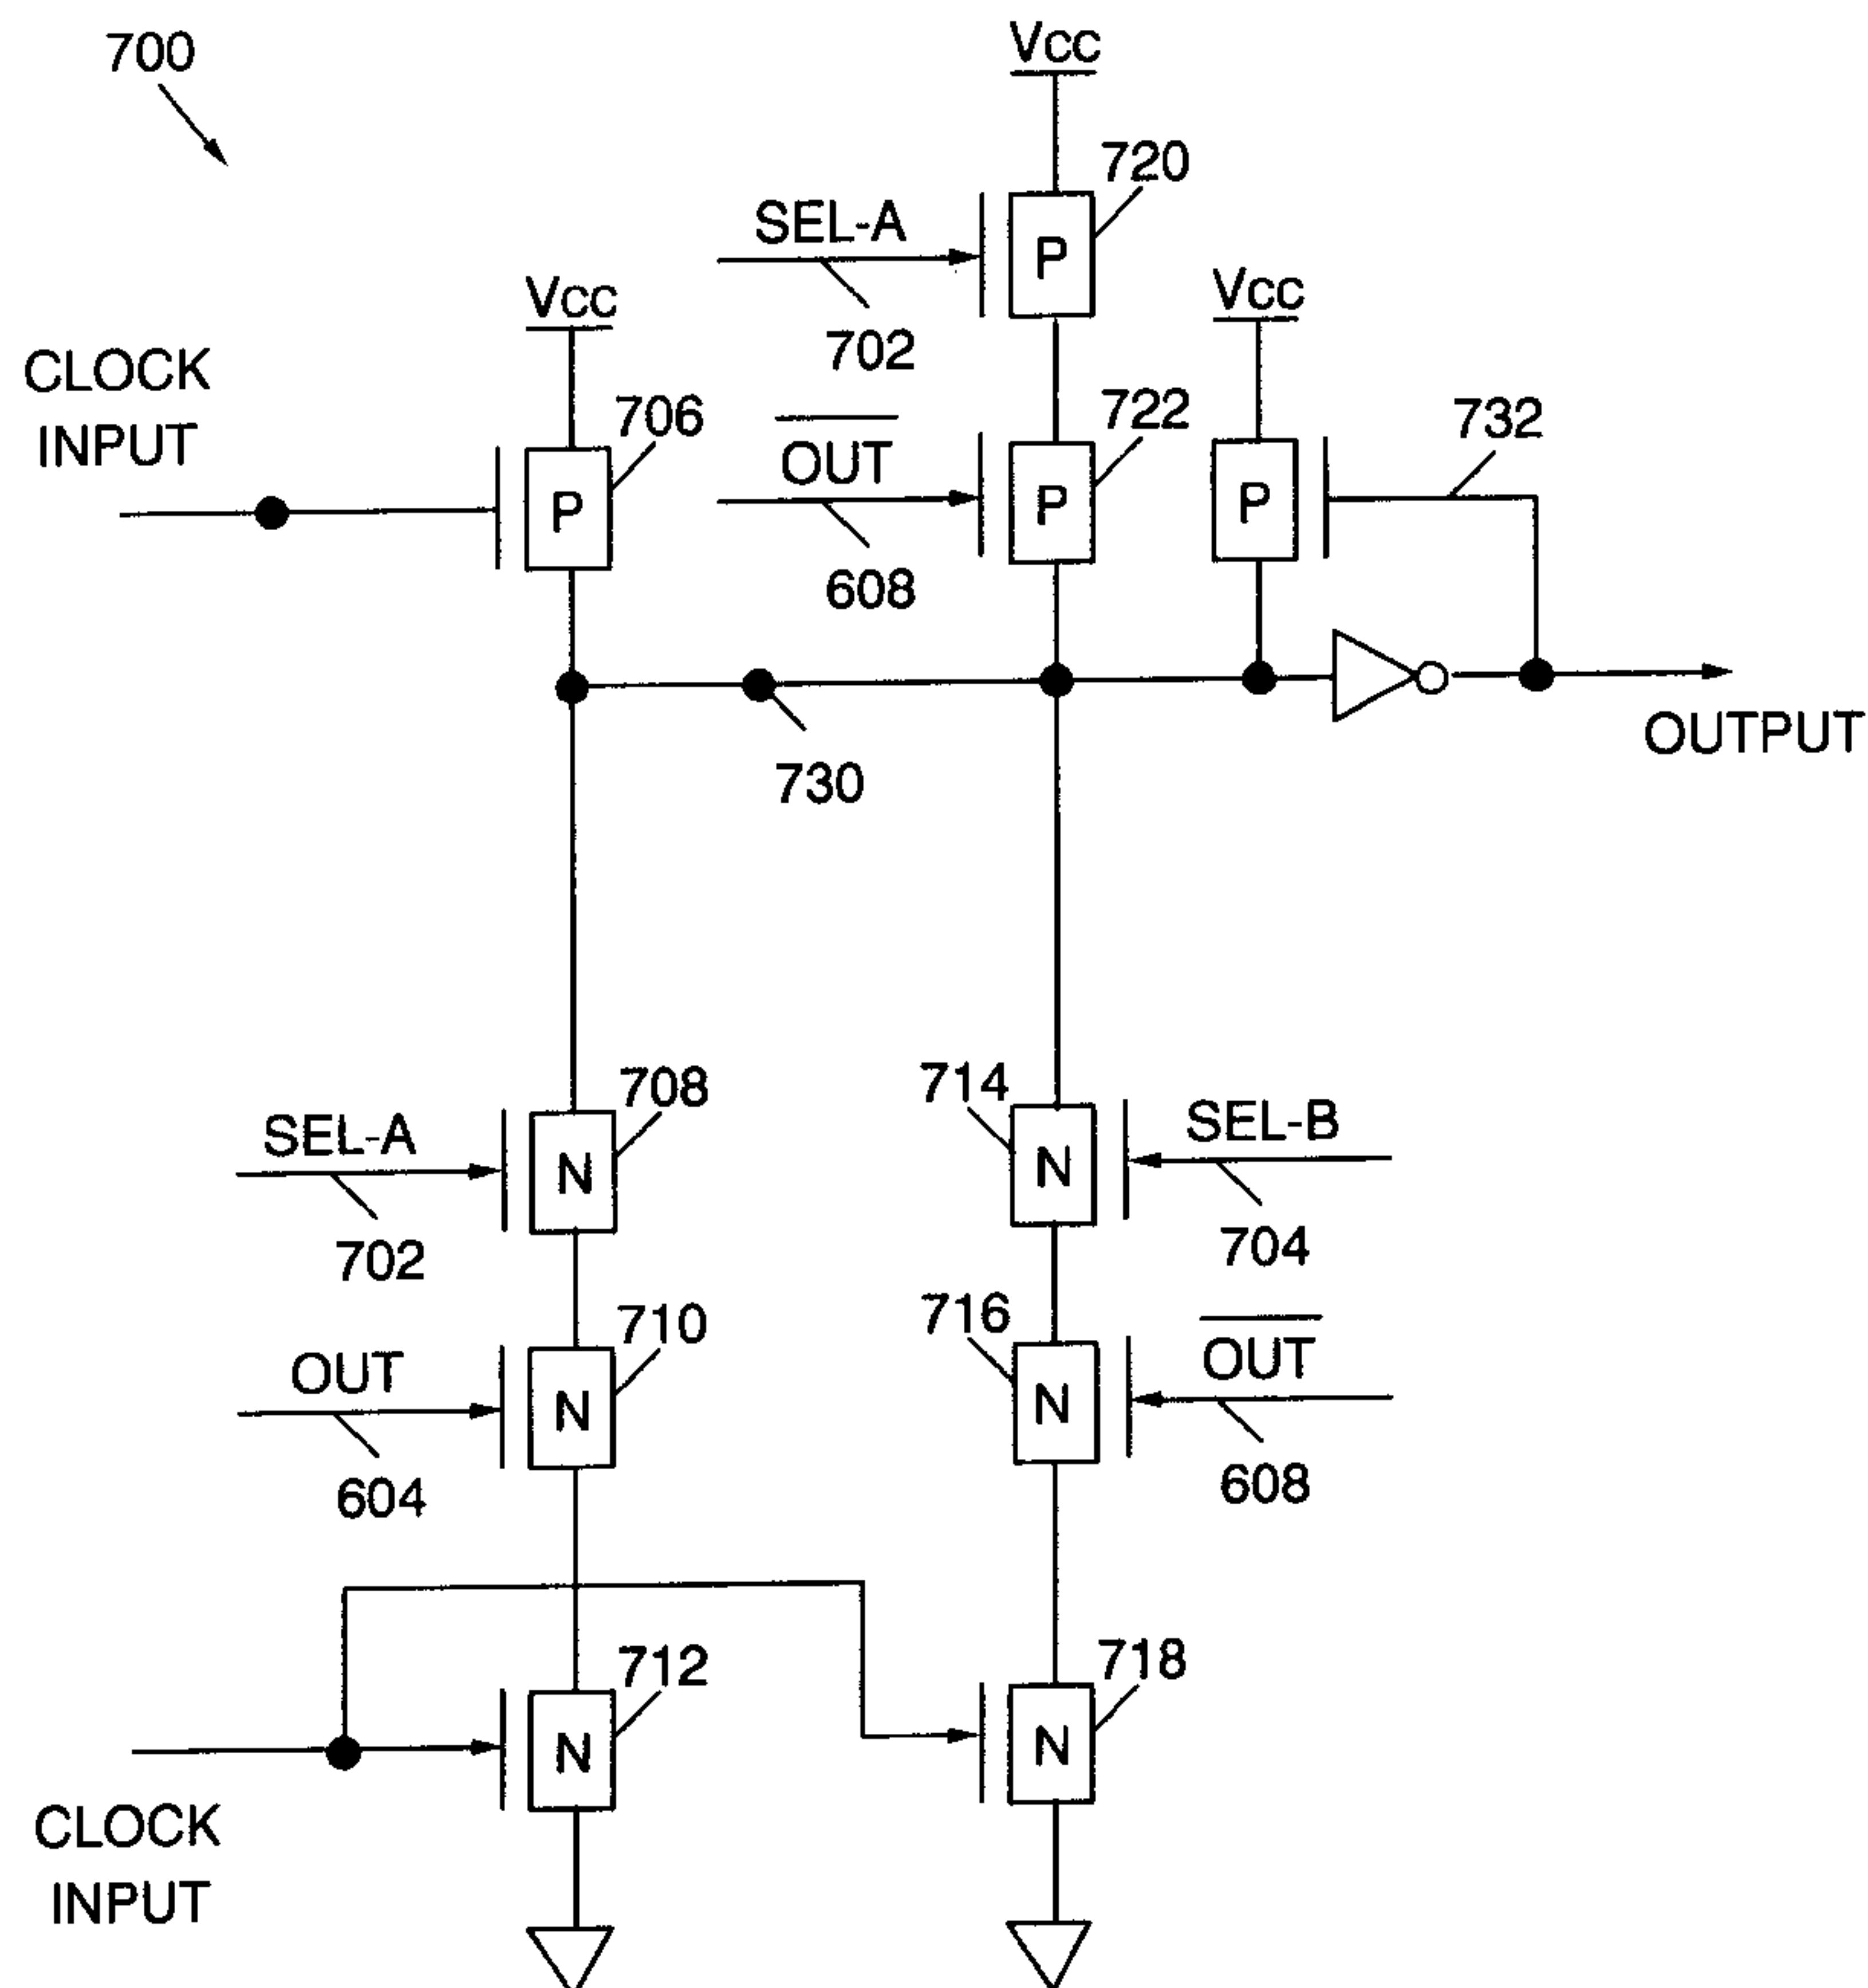 700
Vcc
720
SEL-A
P
702
Vcc
Vcc
CLOCK
INPUT
706
P
722
OUT
P
608
732
P
730
OUTPUT
708
SEL-A
N
702
714
SEL-B
N
704
710
OUT
N
604
716
OUT
N
608
712
N
718
N
CLOCK
INPUT